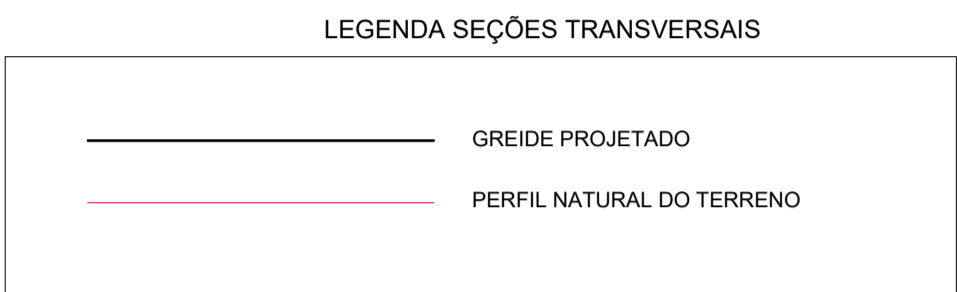 LEGENDA SEÇÕES TRANSVERSAIS
GREIDE PROJETADO
PERFIL NATURAL DO TERRENO